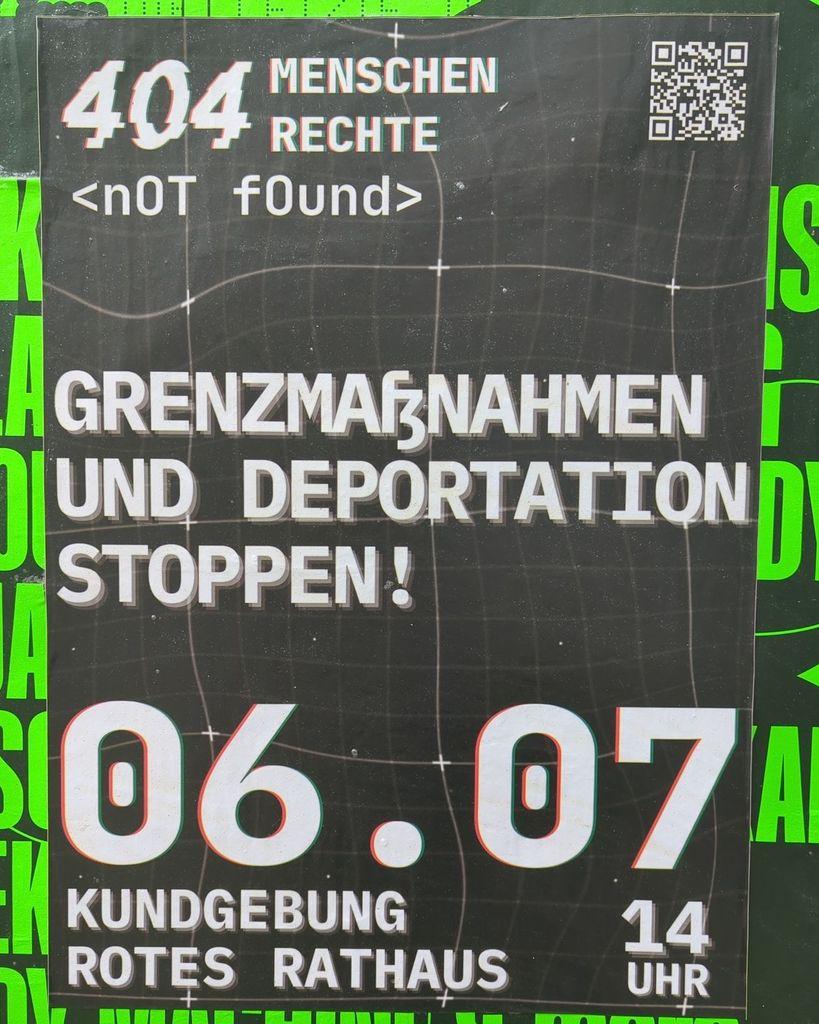 404 MENSCHEN
RECHTE
<nOT fOund>
GRENZMAßNAHMEN
UND DEPORTATION
STOPPEN!
06.07
KUNDGEBUNG
ROTES RATHAUS
14
UHR